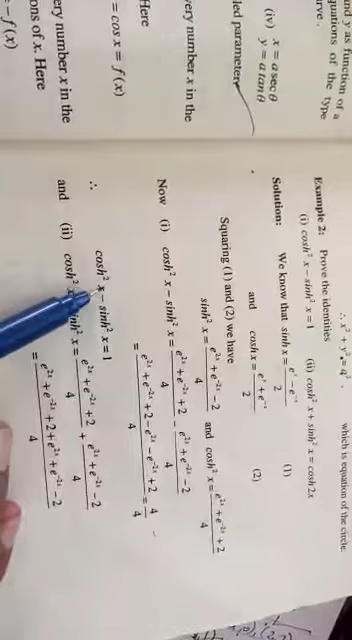 nd y as function of a
quations of the type
urve.
(iv) x = a sec θ
y = a tan θ
led parameter
very number x in the
Here
= cos x = f(x)
very number x in the
ons of x. Here
- f(x)
∴ x² + y² = a², which is equation of the circle.
Example 2: Prove the identities
(i) cosh² x – sinh² x = 1 (ii) cosh² x + sinh² x = cosh 2x
Solution: We know that sinh x = (eˣ – e⁻ˣ)/2 (1)
and cosh x = (eˣ + e⁻ˣ)/2 (2)
Squaring (1) and (2) we have
sinh² x = (e²ˣ + e⁻²ˣ – 2)/4 and cosh² x = (e²ˣ + e⁻²ˣ + 2)/4
Now (i) cosh² x – sinh² x = (e²ˣ + e⁻²ˣ + 2)/4 – (e²ˣ + e⁻²ˣ – 2)/4
= (e²ˣ + e⁻²ˣ + 2 – e²ˣ – e⁻²ˣ + 2)/4 = 4/4
∴ cosh² x – sinh² x = 1
and (ii) cosh² sinh² x = (e²ˣ + e⁻²ˣ + 2)/4 + (e²ˣ + e⁻²ˣ – 2)/4
= (e²ˣ + e⁻²ˣ + 2 + e²ˣ + e⁻²ˣ – 2)/4